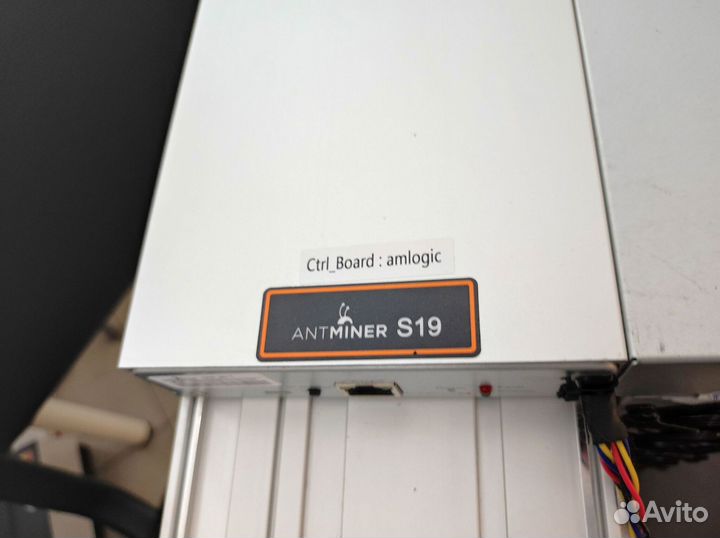 Ctrl_Board : amlogic
ANTMINER S19
Avito